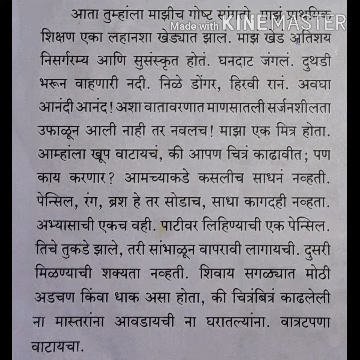 आता तुम्हांला माझीच गोष्ट सांगतो. माझं प्राथमिक
Made with KINEMASTER
शिक्षण एका लहानशा खेड्यात झालं. माझं खेडं अतिशय
निसर्गरम्य आणि सुसंस्कृत होतं. घनदाट जंगलं. दुथडी
भरून वाहणारी नदी. निळे डोंगर, हिरवी रानं. अवघा
आनंदी आनंद! अशा वातावरणात माणसातली सर्जनशीलता
उफाळून आली नाही तर नवलच! माझा एक मित्र होता.
आम्हांला खूप वाटायचं, की आपण चित्रं काढावीत; पण
काय करणार? आमच्याकडे कसलीच साधनं नव्हती.
पेन्सिल, रंग, ब्रश हे तर सोडाच, साधा कागदही नव्हता.
अभ्यासाची एकच वही. पाटीवर लिहिण्याची एक पेन्सिल.
तिचे तुकडे झाले, तरी सांभाळून वापरावी लागायची. दुसरी
मिळण्याची शक्यता नव्हती. शिवाय सगळ्यात मोठी
अडचण किंवा धाक असा होता, की चित्रंबित्रं काढलेली
ना मास्तरांना आवडायची ना घरातल्यांना. वात्रटपणा
वाटायचा.